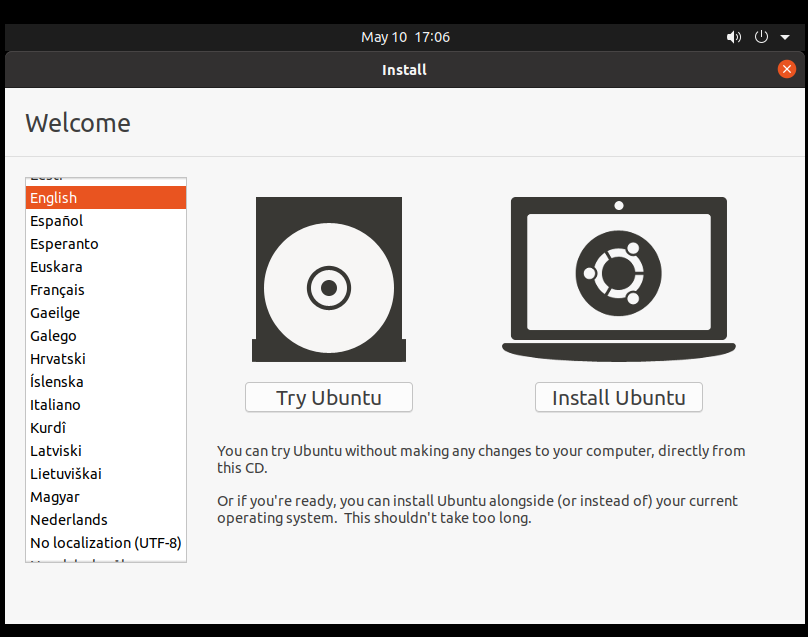 May 10 17:06
Install
Welcome
English
Español
Esperanto
Euskara
Français
Gaeilge
Galego
Hrvatski
Íslenska
Italiano
Kurdî
Latviski
Lietuviškai
Magyar
Nederlands
No localization (UTF-8)
Try Ubuntu
Install Ubuntu
You can try Ubuntu without making any changes to your computer, directly from
this CD.
Or if you're ready, you can install Ubuntu alongside (or instead of) your current
operating system. This shouldn't take too long.